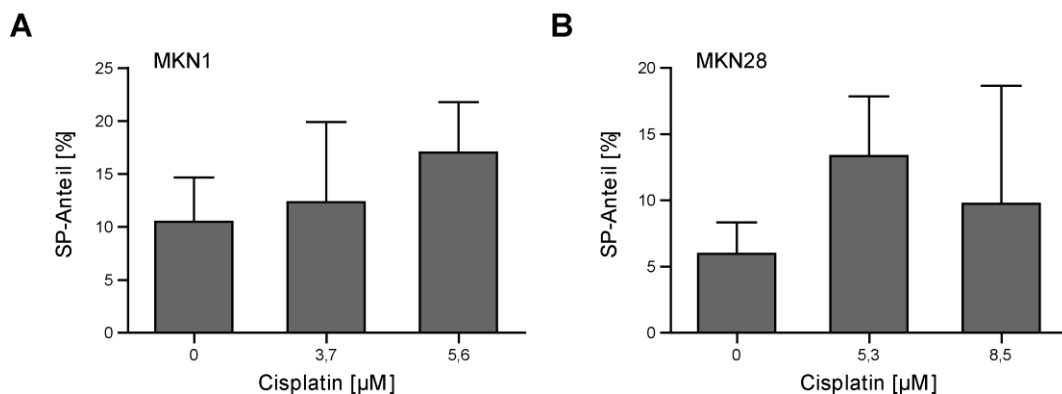 A
MKN1
SP-Anteil [%]
25
20
15
10
5
0
0 3,7 5,6
Cisplatin [µM]
B
MKN28
SP-Anteil [%]
20
15
10
5
0
0 5,3 8,5
Cisplatin [µM]